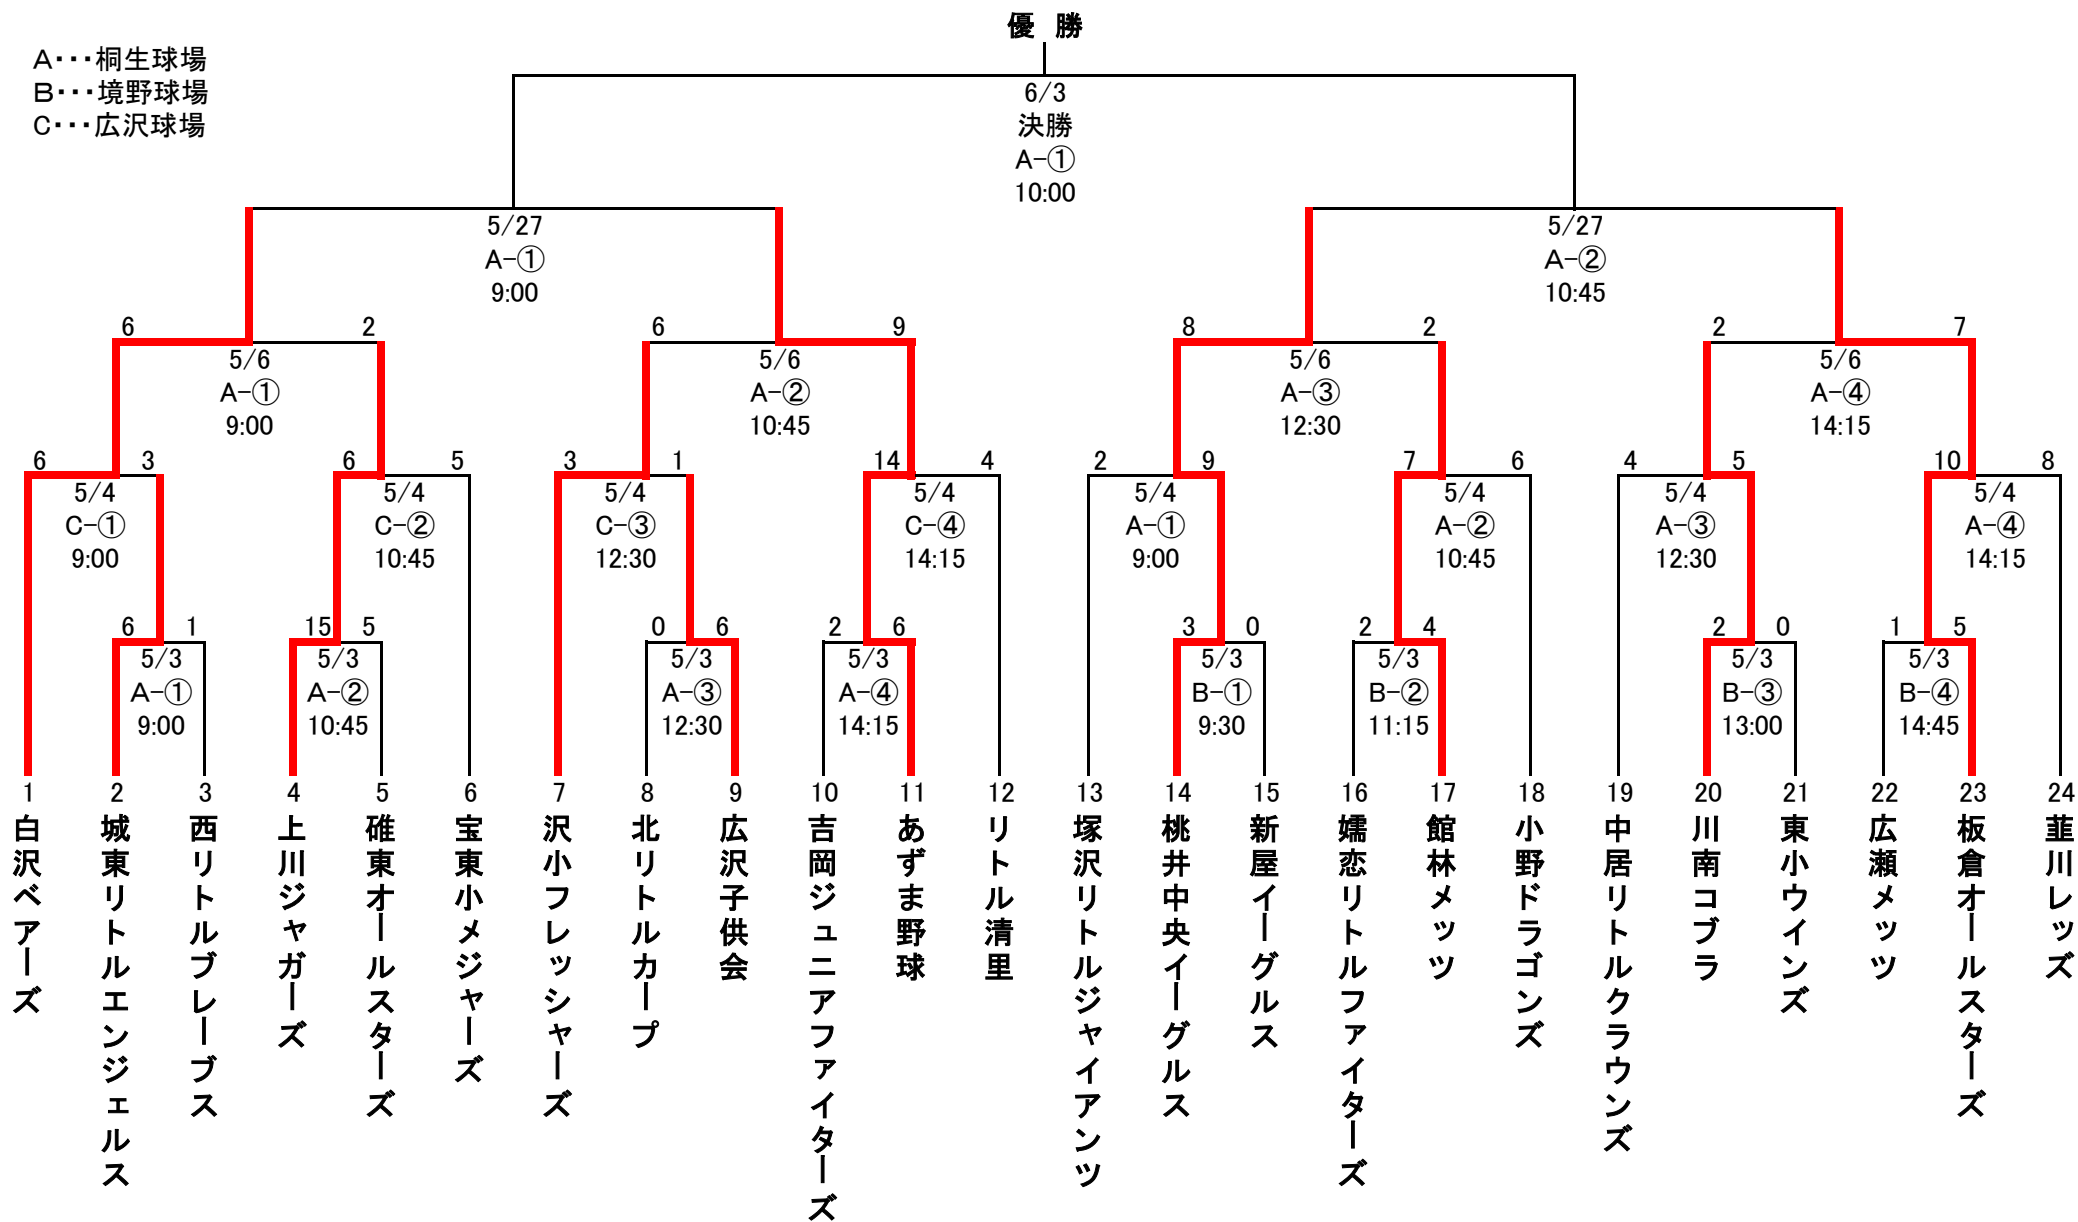 優 勝
A・・・桐生球場
B・・・境野球場
C・・・広沢球場
6/3
決勝
A-①
10:00
5/27
A-①
9:00
5/27
A-②
10:45
6 2
5/6
A-①
9:00
6 9
5/6
A-②
10:45
8 2
5/6
A-③
12:30
2 7
5/6
A-④
14:15
6 3
5/4
C-①
9:00
6 5
5/4
C-②
10:45
3 1
5/4
C-③
12:30
14 4
5/4
C-④
14:15
2 9
5/4
A-①
9:00
7 6
5/4
A-②
10:45
4 5
5/4
A-③
12:30
10 8
5/4
A-④
14:15
6 1
5/3
A-①
9:00
15 5
5/3
A-②
10:45
0 6
5/3
A-③
12:30
2 6
5/3
A-④
14:15
3 0
5/3
B-①
9:30
2 4
5/3
B-②
11:15
2 0
5/3
B-③
13:00
1 5
5/3
B-④
14:45
1
白沢ベアーズ
2
城東リトルエンジェルス
3
西リトルブレーブス
4
上川ジャガーズ
5
碓東オールスターズ
6
宝東小メジャーズ
7
沢小フレッシャーズ
8
北リトルカープ
9
広沢子供会
10
吉岡ジュニアファイターズ
11
あずま野球
12
リトル清里
13
塚沢リトルジャイアンツ
14
桃井中央イーグルス
15
新屋イーグルス
16
嬬恋リトルファイターズ
17
館林メッツ
18
小野ドラゴンズ
19
中居リトルクラウンズ
20
川南コブラ
21
東小ウインズ
22
広瀬メッツ
23
板倉オールスターズ
24
韮川レッズ